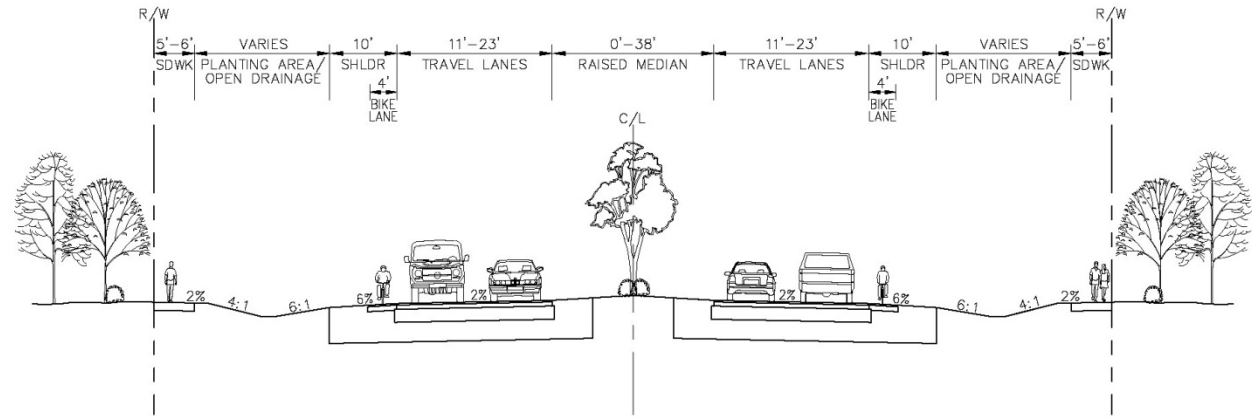 R/W R/W
5'-6' VARIES 10' 11'-23' 0'-38' 11'-23' 10' VARIES 5'-6'
SDWK PLANTING AREA/ SHLDR TRAVEL LANES RAISED MEDIAN TRAVEL LANES SHLDR PLANTING AREA/ SDWK
OPEN DRAINAGE OPEN DRAINAGE
4' 4'
BIKE BIKE
LANE LANE
C/L
2% 4:1 6:1 6% 2% 2% 6% 6:1 4:1 2%